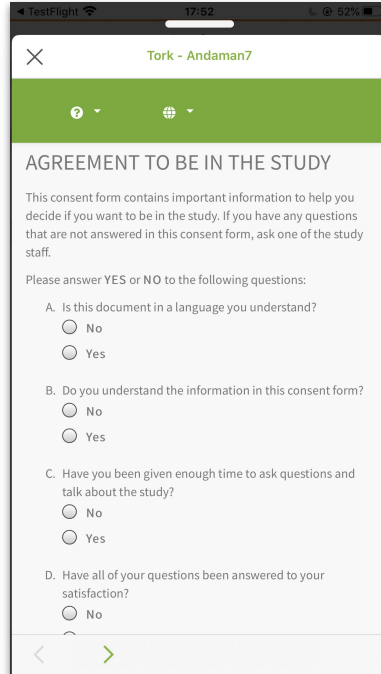 ◀ TestFlight 17:52 52%
Tork - Andaman7
AGREEMENT TO BE IN THE STUDY
This consent form contains important information to help you
decide if you want to be in the study. If you have any questions
that are not answered in this consent form, ask one of the study
staff.
Please answer YES or NO to the following questions:
A. Is this document in a language you understand?
No
Yes
B. Do you understand the information in this consent form?
No
Yes
C. Have you been given enough time to ask questions and
talk about the study?
No
Yes
D. Have all of your questions been answered to your
satisfaction?
No